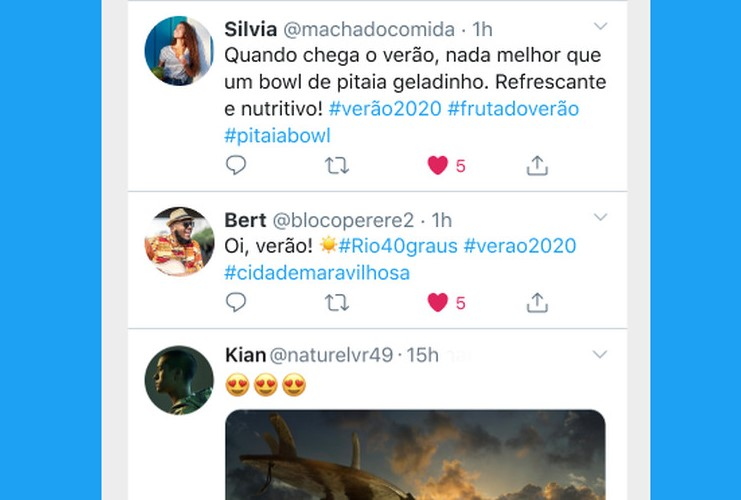 Silvia @machadocomida · 1h
Quando chega o verão, nada melhor que
um bowl de pitaia geladinho. Refrescante
e nutritivo! #verão2020 #frutadoverão
#pitaiabowl
5
Bert @blocoperere2 · 1h
Oi, verão! ☀️#Rio40graus #verao2020
#cidademaravilhosa
5
Kian @naturelvr49 · 15h
😍😍😍